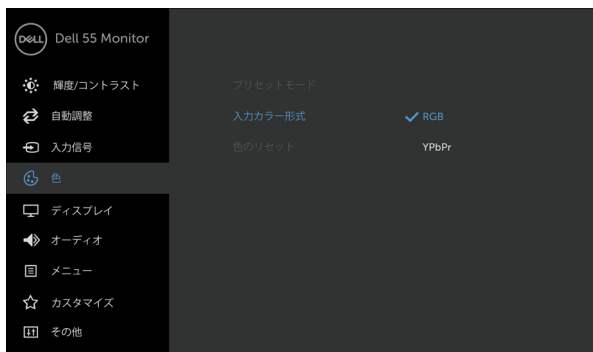 DELL Dell 55 Monitor
輝度/コントラスト
自動調整
入力信号
色
ディスプレイ
オーディオ
メニュー
カスタマイズ
その他
プリセットモード
入力カラー形式 RGB
色のリセット YPbPr